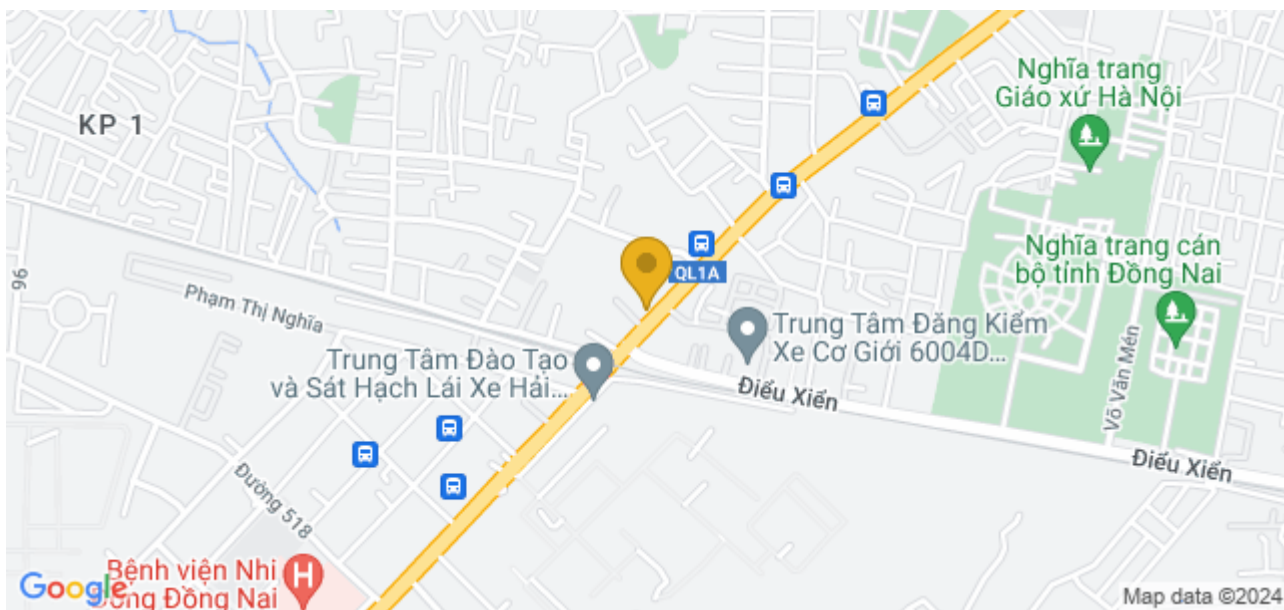 Nghĩa trang
Giáo xứ Hà Nội
KP 1
Nghĩa trang cán
bộ tỉnh Đồng Nai
QL1A
96
Phạm Thị Nghĩa
Trung Tâm Đăng Kiểm
Xe Cơ Giới 6004D...
Trung Tâm Đào Tạo
và Sát Hạch Lái Xe Hải...
Điểu Xiển
Võ Văn Mén
Điểu Xiển
Đường 518
Bệnh viện Nhi
Đồng Đồng Nai
H
Google
Map data ©2024